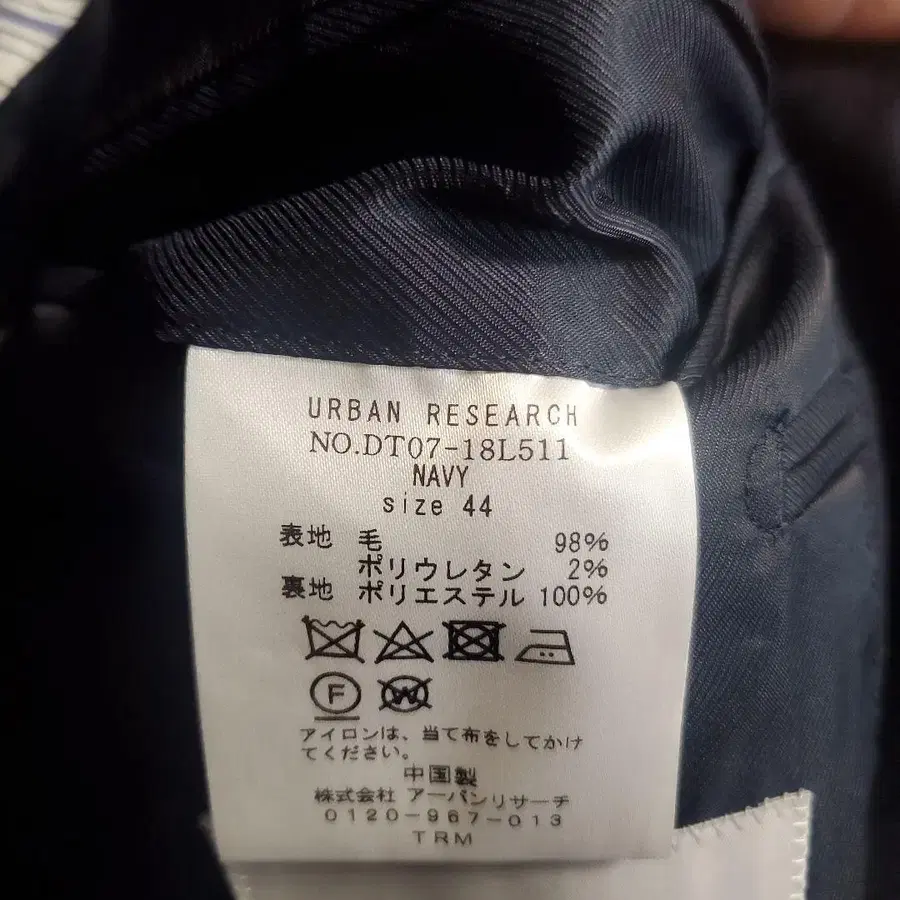 URBAN RESEARCH
NO.DT07-18L511
NAVY
size 44
表地 毛 98%
ポリウレタン 2%
裏地 ポリエステル 100%
F W
アイロンは、当て布をしてかけ
てください。
中国製
株式会社 アーバンリサーチ
0120-967-013
TRM